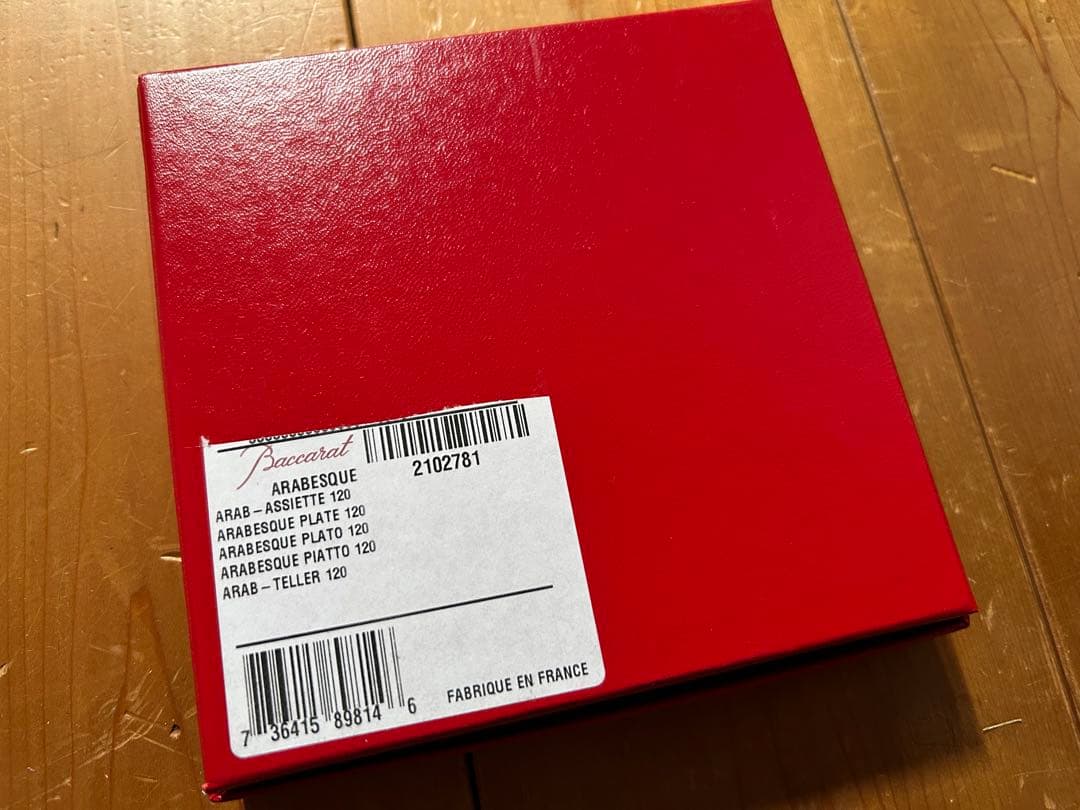 Baccarat
2102781
ARABESQUE
ARAB-ASSIETTE 120
ARABESQUE PLATE 120
ARABESQUE PLATO 120
ARABESQUE PIATTO 120
ARAB-TELLER 120
7 36415 89814 6
FABRIQUE EN FRANCE